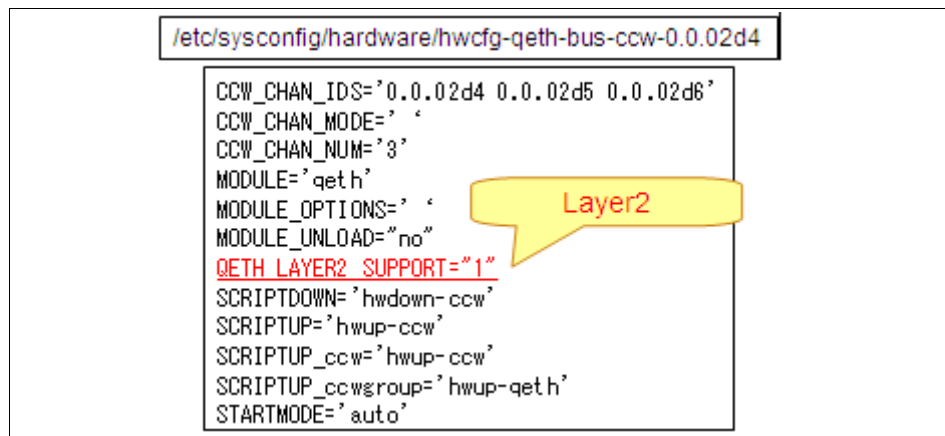 /etc/sysconfig/hardware/hwcfg-qeth-bus-ccw-0.0.02d4
CCW_CHAN_IDS='0.0.02d4 0.0.02d5 0.0.02d6'
CCW_CHAN_MODE=' ‘
CCW_CHAN_NUM='3'
MODULE='qeth'
MODULE_OPTIONS=' ‘
Layer2
MODULE_UNLOAD="no"
QETH_LAYER2_SUPPORT="1"
SCRIPTDOWN='hwdown-ccw'
SCRIPTUP='hwup-ccw'
SCRIPTUP_ccw='hwup-ccw'
SCRIPTUP_ccwgroup='hwup-qeth'
STARTMODE='auto'